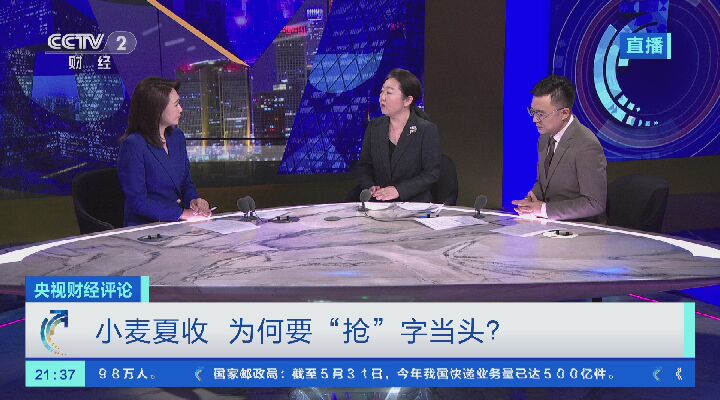 CCTV 2
财经
直播
央视财经评论
小麦夏收 为何要“抢”字当头？
21:37 98万人。 国家邮政局：截至5月31日，今年我国快递业务量已达500亿件。